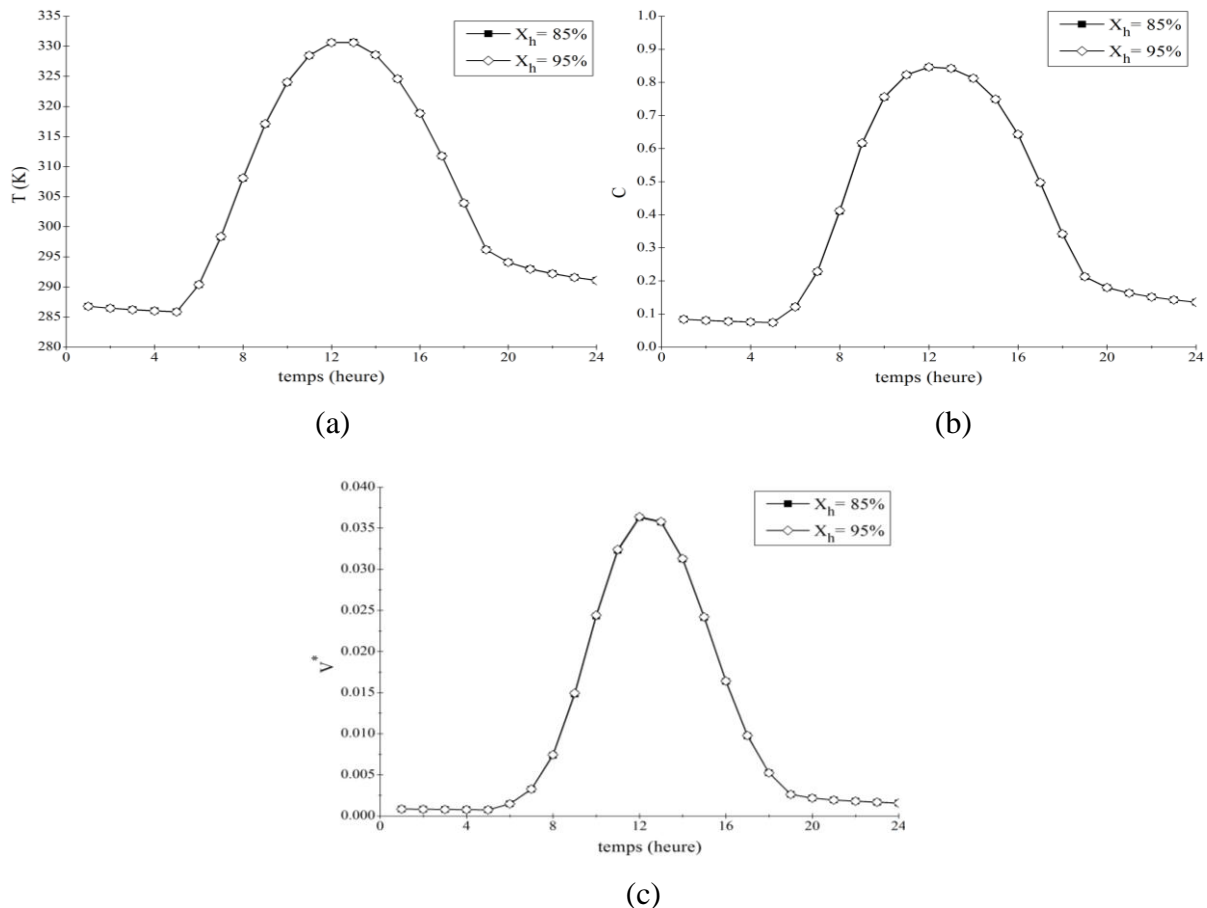 335
330
325
320
315
310
305
300
295
290
285
280
T (K)
0 4 8 12 16 20 24
temps (heure)
X_h= 85%
X_h= 95%
(a)
1.0
0.9
0.8
0.7
0.6
0.5
0.4
0.3
0.2
0.1
0.0
C
0 4 8 12 16 20 24
temps (heure)
X_h= 85%
X_h= 95%
(b)
0.040
0.035
0.030
0.025
0.020
0.015
0.010
0.005
0.000
V*
0 4 8 12 16 20 24
temps (heure)
X_h= 85%
X_h= 95%
(c)